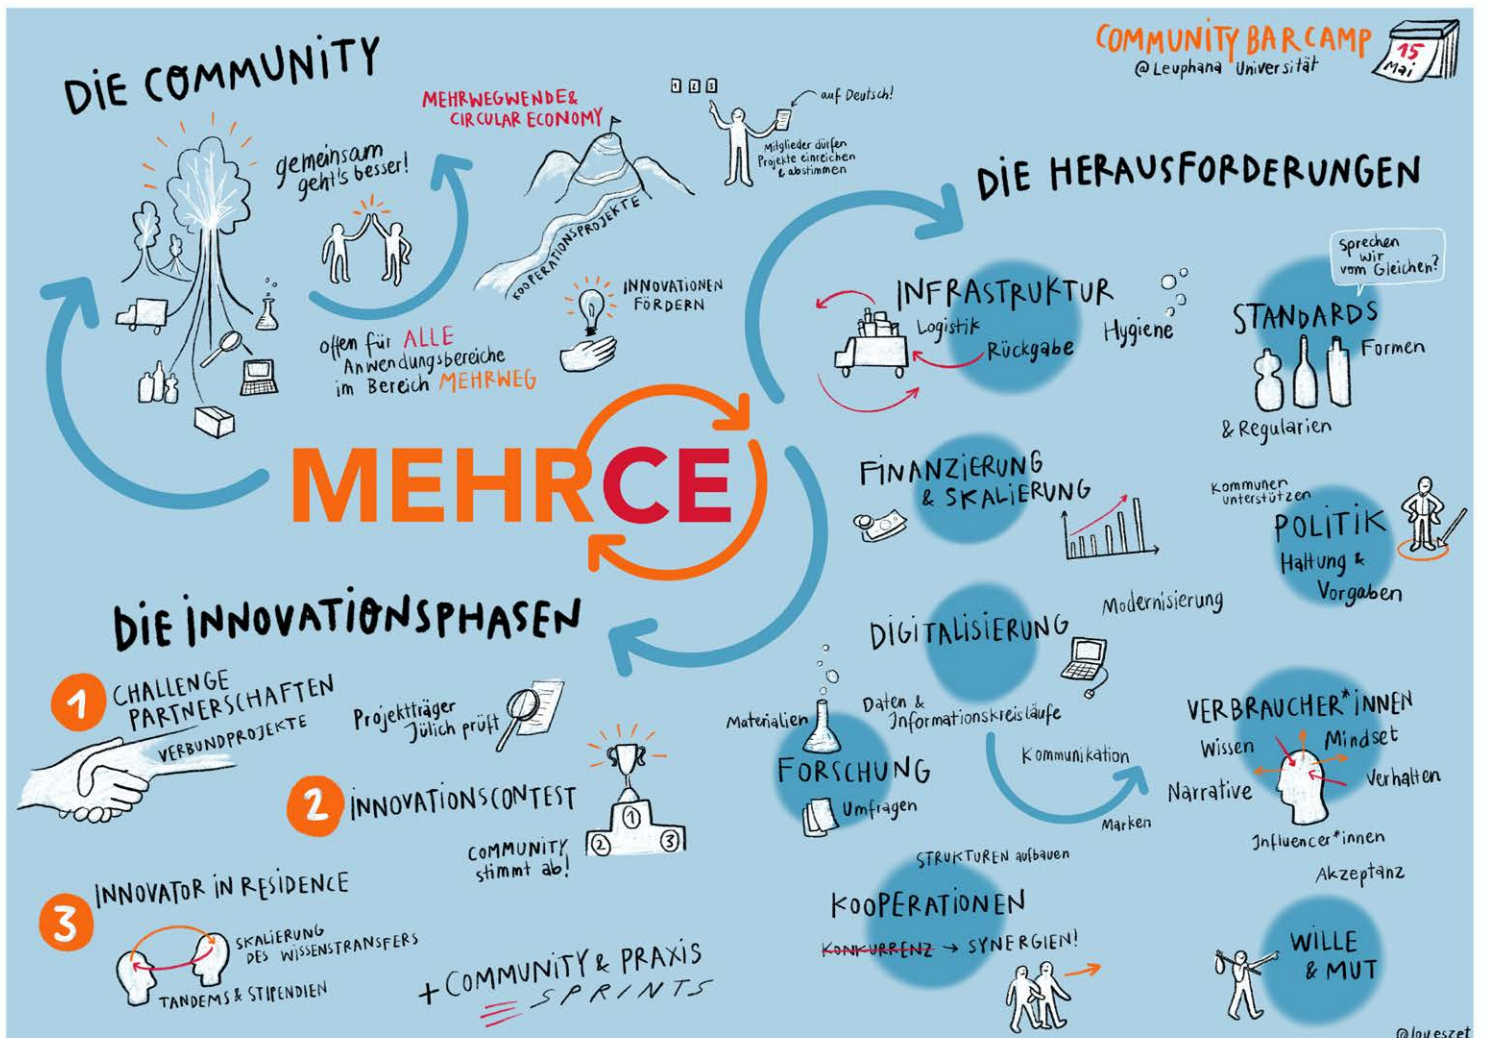 COMMUNITY BARCAMP
@Leuphana Universität
15
Mai
DIE COMMUNITY
gemeinsam
geht's besser!
MEHRWEGWENDE&
CIRCULAR ECONOMY
KOOPERATIONSPROJEKTE
1 2 3
auf Deutsch!
Mitglieder dürfen
Projekte einreichen
& abstimmen
INNOVATIONEN
FÖRDERN
offen für ALLE
Anwendungsbereiche
im Bereich MEHRWEG
MEHRCE
DIE HERAUSFORDERUNGEN
INFRASTRUKTUR
Logistik
Rückgabe
Hygiene
Sprechen
wir
vom Gleichen?
STANDARDS
Formen
& Regularien
FINANZIERUNG
& SKALIERUNG
Kommunen
unterstützen
POLITIK
Haltung &
Vorgaben
DIGITALISIERUNG
Modernisierung
Daten &
Informationskreisläufe
Materialien
FORSCHUNG
Umfragen
Kommunikation
Marken
VERBRAUCHER*INNEN
Wissen
Mindset
Narrative
Verhalten
Influencer*innen
Akzeptanz
STRUKTUREN aufbauen
KOOPERATIONEN
KONKURRENZ → SYNERGIEN!
WILLE
& MUT
DIE INNOVATIONSPHASEN
1 CHALLENGE
PARTNERSCHAFTEN
VERBUNDPROJEKTE
Projektträger
Jülich prüft
2 INNOVATIONSCONTEST
COMMUNITY
stimmt ab!
1
2
3
3 INNOVATOR IN RESIDENCE
SKALIERUNG
DES WISSENSTRANSFERS
TANDEMS & STIPENDIEN
+ COMMUNITY & PRAXIS
SPRINTS
@loveszet